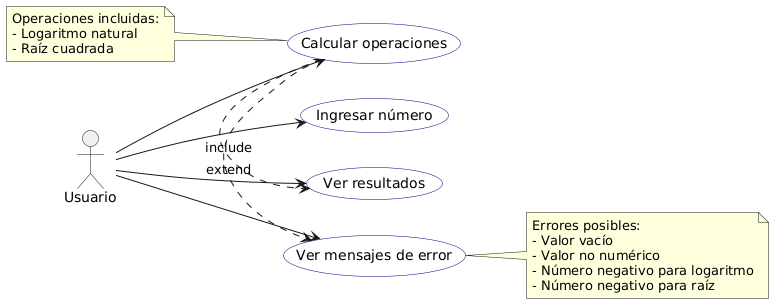 Operaciones incluidas:
- Logaritmo natural
- Raíz cuadrada
Calcular operaciones
Ingresar número
include
extend
Usuario
Ver resultados
Ver mensajes de error
Errores posibles:
- Valor vacío
- Valor no numérico
- Número negativo para logaritmo
- Número negativo para raíz